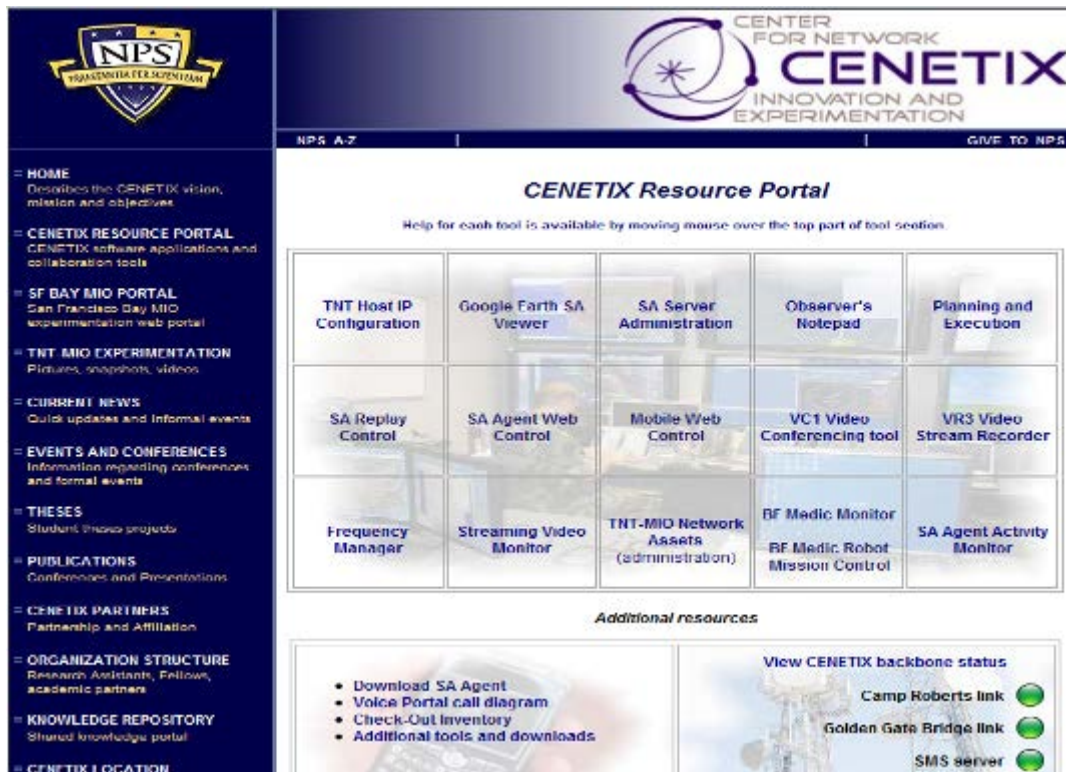 NPS
PRAESTANTIA PER SCIENTIAM
CENTER
FOR NETWORK
CENETIX
INNOVATION AND
EXPERIMENTATION
NPS A-Z
GIVE TO NPS
HOME
Describes the CENETIX vision,
mission and objectives
CENETIX RESOURCE PORTAL
CENETIX software applications and
collaboration tools
SF BAY MIO PORTAL
San Francisco Bay MIO
experimentation web portal
TNT-MIO EXPERIMENTATION
Pictures, snapshots, videos
CURRENT NEWS
Quick updates and informal events
EVENTS AND CONFERENCES
Information regarding conferences
and formal events
THESES
Student theses projects
PUBLICATIONS
Conferences and Presentations
CENETIX PARTNERS
Partnership and Affiliation
ORGANIZATION STRUCTURE
Research Assistants, Fellows,
academic partners
KNOWLEDGE REPOSITORY
Shared knowledge portal
CENETIX LOCATION
CENETIX Resource Portal
Help for each tool is available by moving mouse over the top part of tool section.
TNT Host IP
Configuration
Google Earth SA
Viewer
SA Server
Administration
Observer's
Notepad
Planning and
Execution
SA Replay
Control
SA Agent Web
Control
Mobile Web
Control
VC1 Video
Conferencing tool
VR3 Video
Stream Recorder
Frequency
Manager
Streaming Video
Monitor
TNT-MIO Network
Assets
(administration)
BF Medic Monitor
BF Medic Robot
Mission Control
SA Agent Activity
Monitor
Additional resources
• Download SA Agent
• Voice Portal call diagram
• Check-Out Inventory
• Additional tools and downloads
View CENETIX backbone status
Camp Roberts link
Golden Gate Bridge link
SMS server